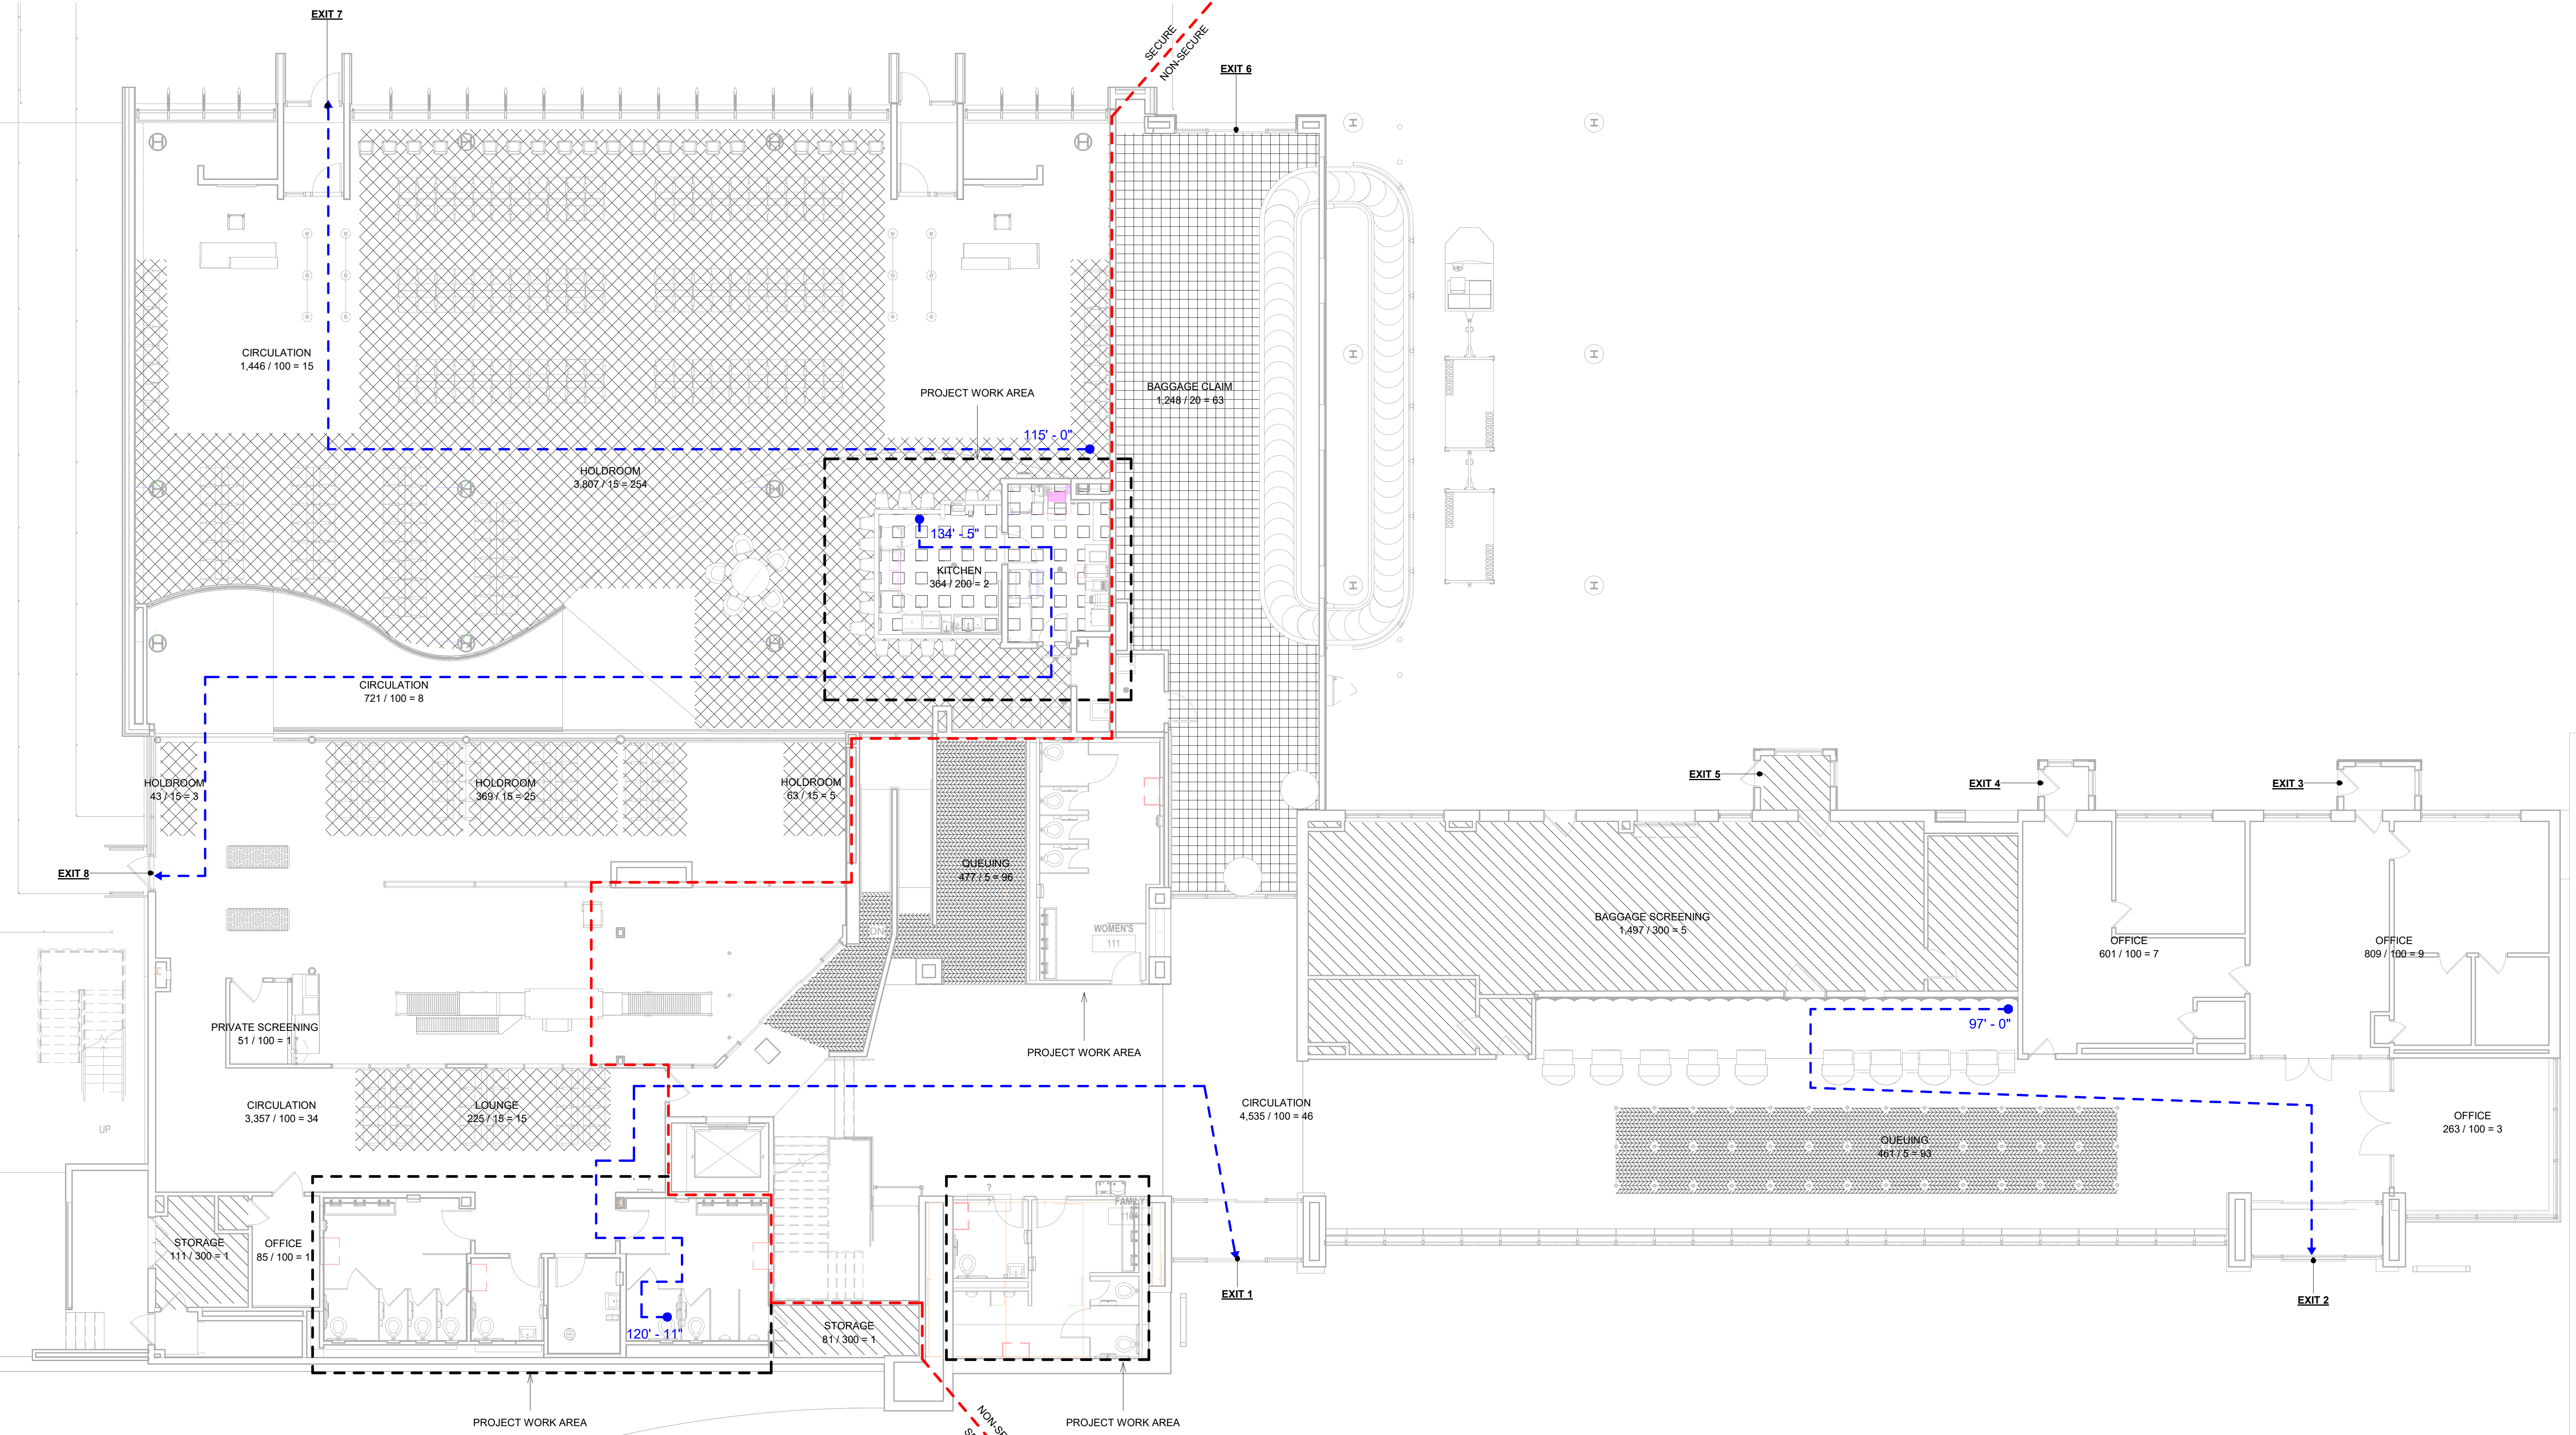 EXIT 7
SECURE
NON-SECURE
EXIT 6
CIRCULATION
1,446 / 100 = 15
PROJECT WORK AREA
BAGGAGE CLAIM
1,248 / 20 = 63
115' - 0"
HOLDROOM
3,807 / 15 = 254
134' - 5"
KITCHEN
364 / 200 = 2
CIRCULATION
721 / 100 = 8
HOLDROOM
43 / 15 = 3
HOLDROOM
369 / 15 = 25
HOLDROOM
63 / 15 = 5
EXIT 5
EXIT 4
EXIT 3
EXIT 8
QUEUING
477 / 5 = 96
DN
WOMEN'S
111
BAGGAGE SCREENING
1,497 / 300 = 5
OFFICE
601 / 100 = 7
OFFICE
809 / 100 = 9
PRIVATE SCREENING
51 / 100 = 1
97' - 0"
PROJECT WORK AREA
CIRCULATION
3,357 / 100 = 34
LOUNGE
225 / 15 = 15
CIRCULATION
4,535 / 100 = 46
OFFICE
263 / 100 = 3
UP
QUEUING
461 / 5 = 93
?
?
FAMILY
STORAGE
111 / 300 = 1
OFFICE
85 / 100 = 1
120' - 11"
STORAGE
81 / 300 = 1
EXIT 1
EXIT 2
PROJECT WORK AREA
PROJECT WORK AREA